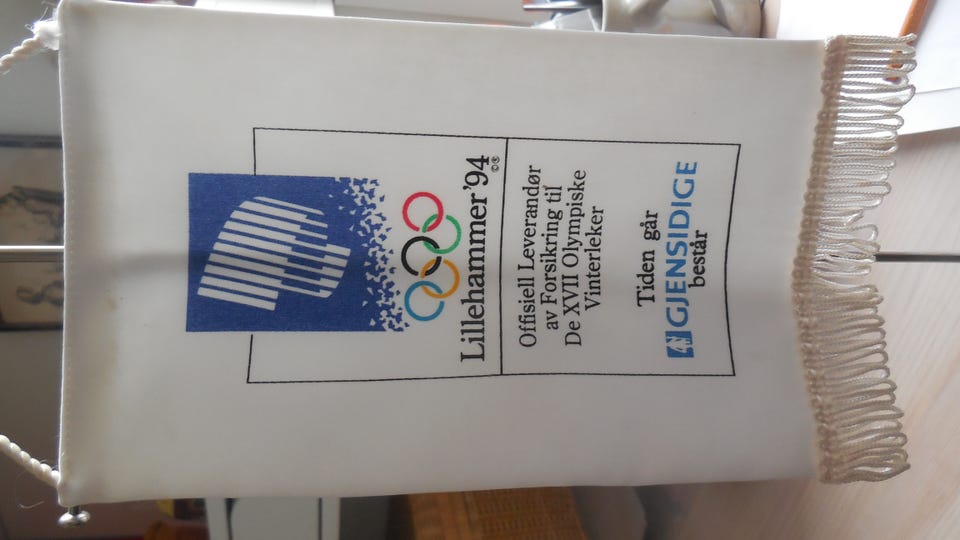 Lillehammer'94
©®
Offisiell Leverandør
av Forsikring til
De XVII Olympiske
Vinterleker
Tiden går
GJENSIDIGE
består